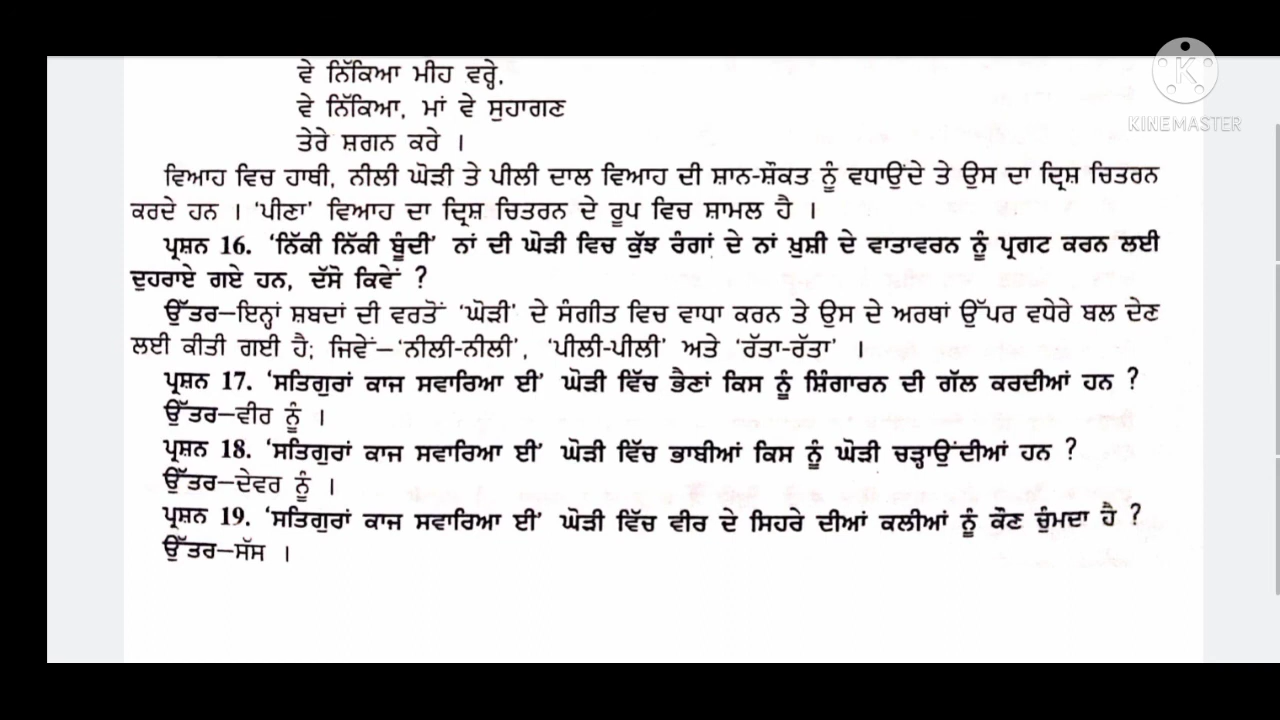 ਵੇ ਨਿੱਕਿਆ ਮੀਹ ਵਰ੍ਹੇ,
ਵੇ ਨਿੱਕਿਆ, ਮਾਂ ਵੇ ਸੁਹਾਗਣ
ਤੇਰੇ ਸ਼ਗਨ ਕਰੇ ।
ਵਿਆਹ ਵਿਚ ਹਾਥੀ, ਨੀਲੀ ਘੋੜੀ ਤੇ ਪੀਲੀ ਦਾਲ ਵਿਆਹ ਦੀ ਸ਼ਾਨ-ਸ਼ੌਕਤ ਨੂੰ ਵਧਾਉਂਦੇ ਤੇ ਉਸ ਦਾ ਦ੍ਰਿਸ਼ ਚਿਤਰਨ
ਕਰਦੇ ਹਨ । ‘ਪੀਣਾ’ ਵਿਆਹ ਦਾ ਦ੍ਰਿਸ਼ ਚਿਤਰਨ ਦੇ ਰੂਪ ਵਿਚ ਸ਼ਾਮਲ ਹੈ ।
ਪ੍ਰਸ਼ਨ 16. ‘ਨਿੱਕੀ ਨਿੱਕੀ ਬੂੰਦੀ’ ਨਾਂ ਦੀ ਘੋੜੀ ਵਿਚ ਕੁੱਝ ਰੰਗਾਂ ਦੇ ਨਾਂ ਖ਼ੁਸ਼ੀ ਦੇ ਵਾਤਾਵਰਨ ਨੂੰ ਪ੍ਰਗਟ ਕਰਨ ਲਈ
ਦੁਹਰਾਏ ਗਏ ਹਨ, ਦੱਸੋ ਕਿਵੇਂ ?
ਉੱਤਰ—ਇਨ੍ਹਾਂ ਸ਼ਬਦਾਂ ਦੀ ਵਰਤੋਂ ‘ਘੋੜੀ’ ਦੇ ਸੰਗੀਤ ਵਿਚ ਵਾਧਾ ਕਰਨ ਤੇ ਉਸ ਦੇ ਅਰਥਾਂ ਉੱਪਰ ਵਧੇਰੇ ਬਲ ਦੇਣ
ਲਈ ਕੀਤੀ ਗਈ ਹੈ; ਜਿਵੇਂ—‘ਨੀਲੀ-ਨੀਲੀ’, ‘ਪੀਲੀ-ਪੀਲੀ’ ਅਤੇ ‘ਰੱਤਾ-ਰੱਤਾ’ ।
ਪ੍ਰਸ਼ਨ 17. ‘ਸਤਿਗੁਰਾਂ ਕਾਜ ਸਵਾਰਿਆ ਈ’ ਘੋੜੀ ਵਿੱਚ ਭੈਣਾਂ ਕਿਸ ਨੂੰ ਸ਼ਿੰਗਾਰਨ ਦੀ ਗੱਲ ਕਰਦੀਆਂ ਹਨ ?
ਉੱਤਰ—ਵੀਰ ਨੂੰ ।
ਪ੍ਰਸ਼ਨ 18. ‘ਸਤਿਗੁਰਾਂ ਕਾਜ ਸਵਾਰਿਆ ਈ’ ਘੋੜੀ ਵਿੱਚ ਭਾਬੀਆਂ ਕਿਸ ਨੂੰ ਘੋੜੀ ਚੜ੍ਹਾਉਂਦੀਆਂ ਹਨ ?
ਉੱਤਰ—ਦੇਵਰ ਨੂੰ ।
ਪ੍ਰਸ਼ਨ 19. ‘ਸਤਿਗੁਰਾਂ ਕਾਜ ਸਵਾਰਿਆ ਈ’ ਘੋੜੀ ਵਿੱਚ ਵੀਰ ਦੇ ਸਿਹਰੇ ਦੀਆਂ ਕਲੀਆਂ ਨੂੰ ਕੌਣ ਚੁੰਮਦਾ ਹੈ ?
ਉੱਤਰ—ਸੱਸ ।
K
KINEMASTER